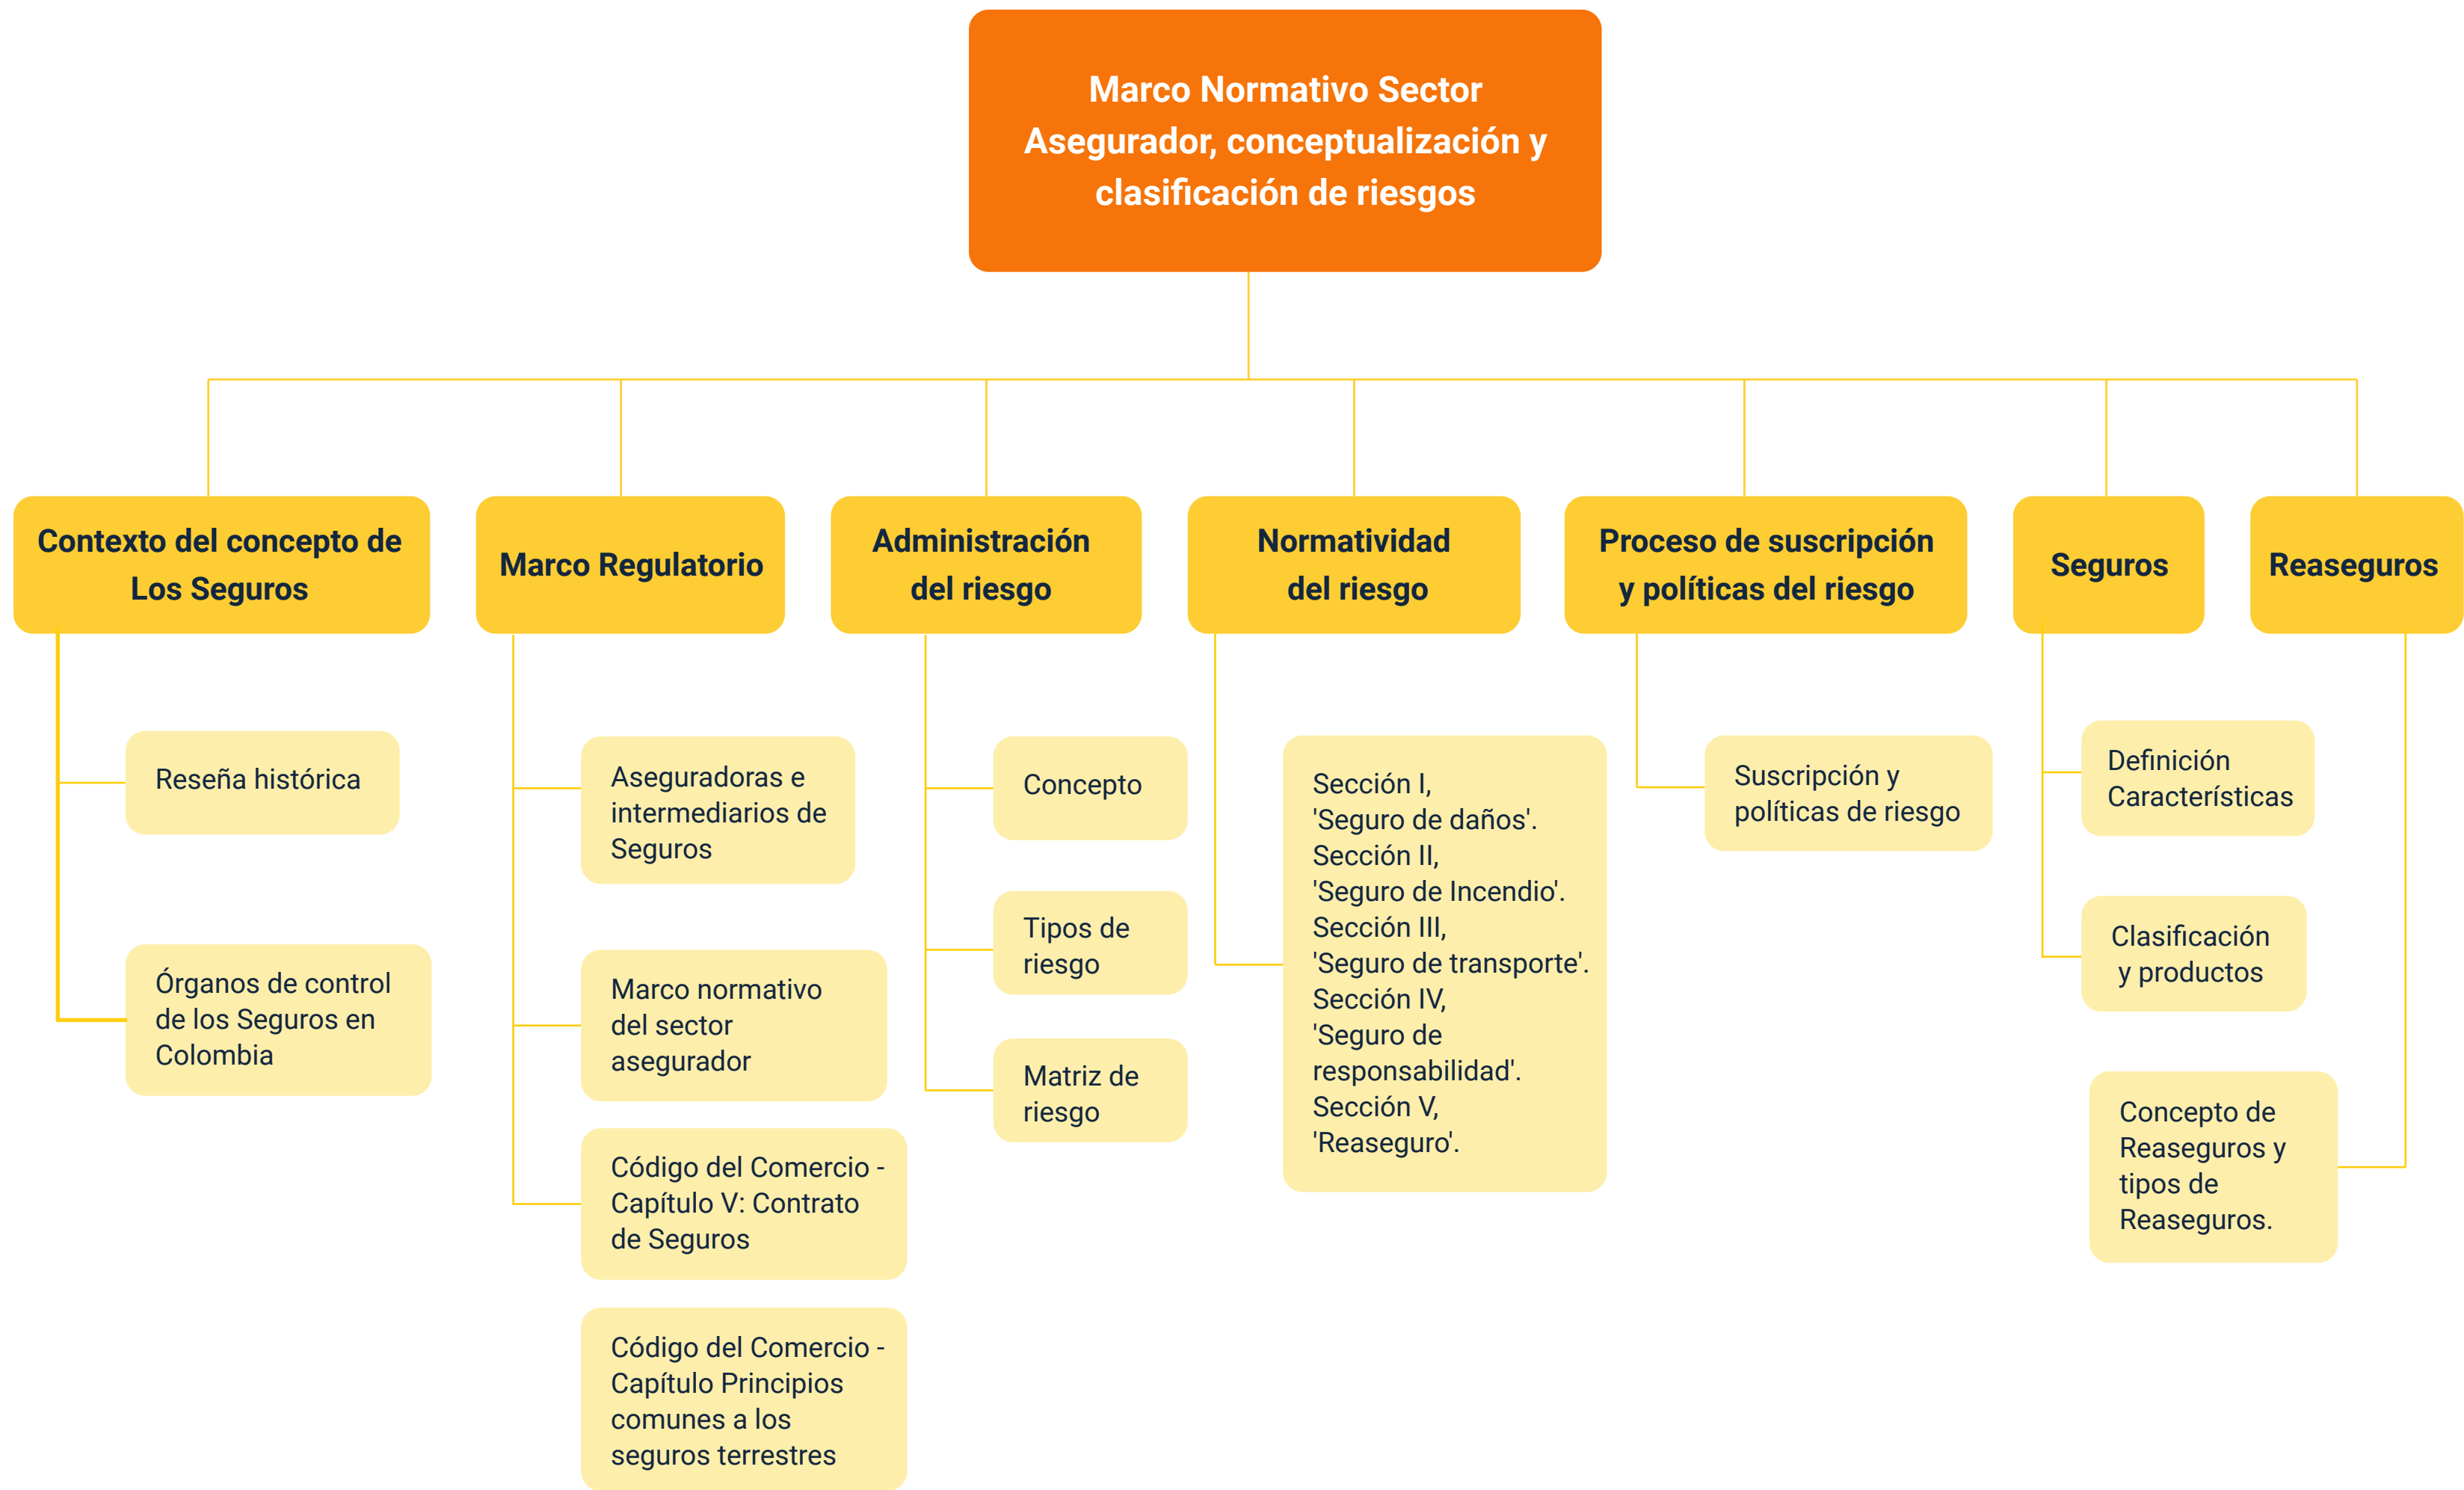 Marco Normativo Sector
Asegurador, conceptualización y
clasificación de riesgos
Contexto del concepto de
Los Seguros
Reseña histórica
Órganos de control
de los Seguros en
Colombia
Marco Regulatorio
Aseguradoras e
intermediarios de
Seguros
Marco normativo
del sector
asegurador
Código del Comercio -
Capítulo V: Contrato
de Seguros
Código del Comercio -
Capítulo Principios
comunes a los
seguros terrestres
Administración
del riesgo
Concepto
Tipos de
riesgo
Matriz de
riesgo
Normatividad
del riesgo
Sección I,
'Seguro de daños'.
Sección II,
'Seguro de Incendio'.
Sección III,
'Seguro de transporte'.
Sección IV,
'Seguro de
responsabilidad'.
Sección V,
'Reaseguro'.
Proceso de suscripción
y políticas del riesgo
Suscripción y
políticas de riesgo
Seguros
Definición
Características
Clasificación
y productos
Reaseguros
Concepto de
Reaseguros y
tipos de
Reaseguros.